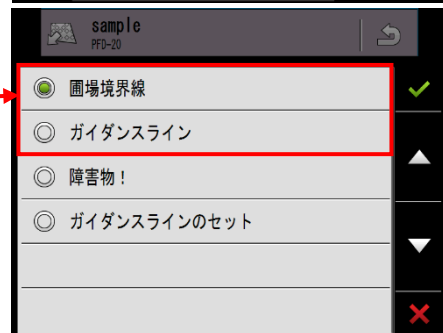 sample
PFD-20
圃場境界線
ガイダンスライン
障害物！
ガイダンスラインのセット